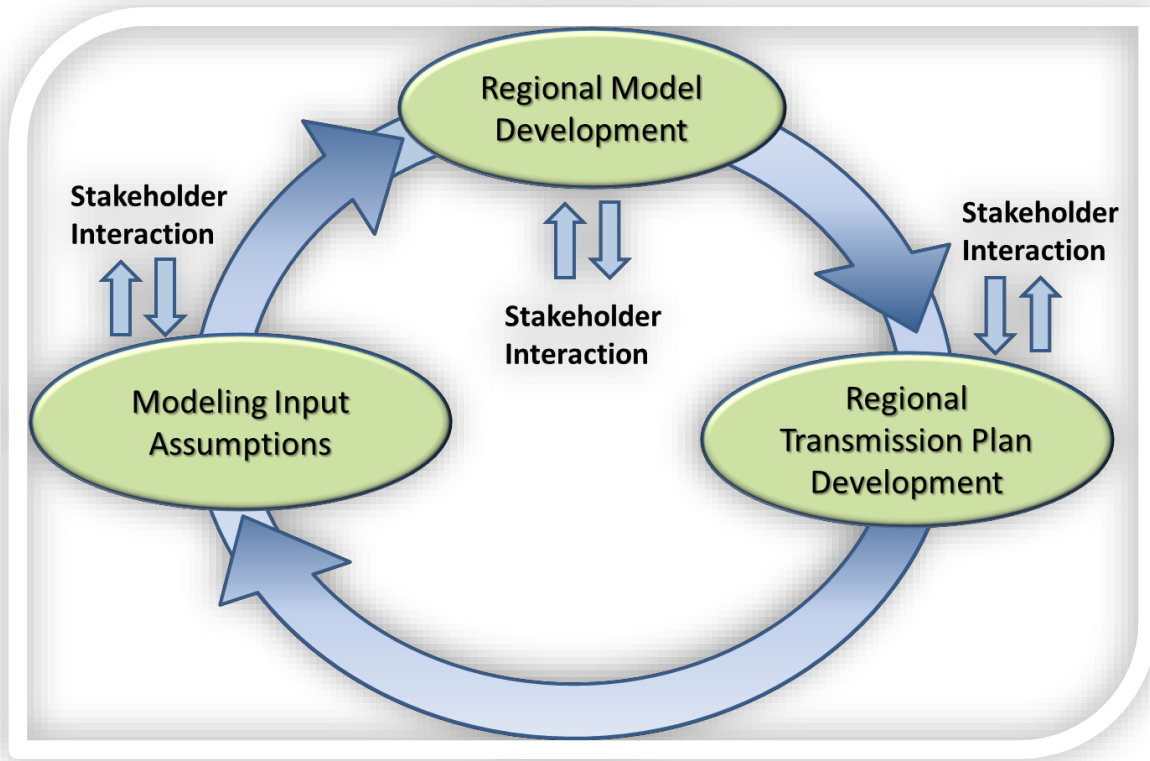 Regional Model
Development
Stakeholder
Interaction
Stakeholder
Interaction
Stakeholder
Interaction
Modeling Input
Assumptions
Regional
Transmission Plan
Development